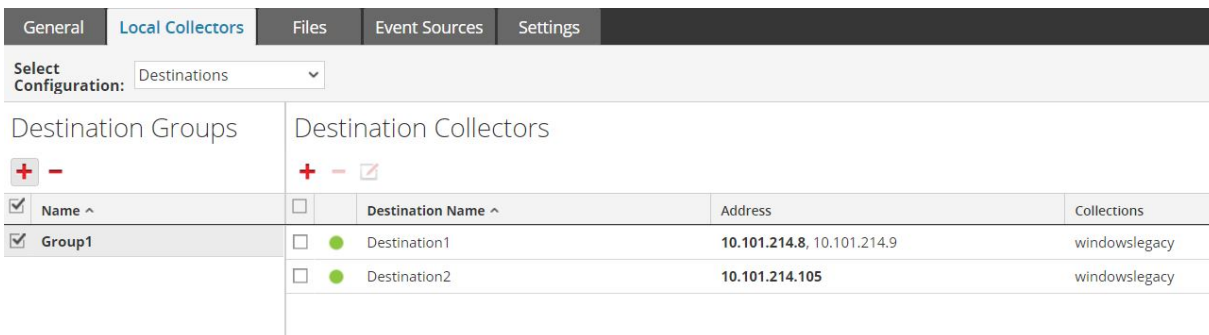 General Local Collectors Files Event Sources Settings
Select
Configuration: Destinations
Destination Groups Destination Collectors
Name Destination Name Address Collections
Group1 Destination1 10.101.214.8, 10.101.214.9 windowslegacy
Destination2 10.101.214.105 windowslegacy